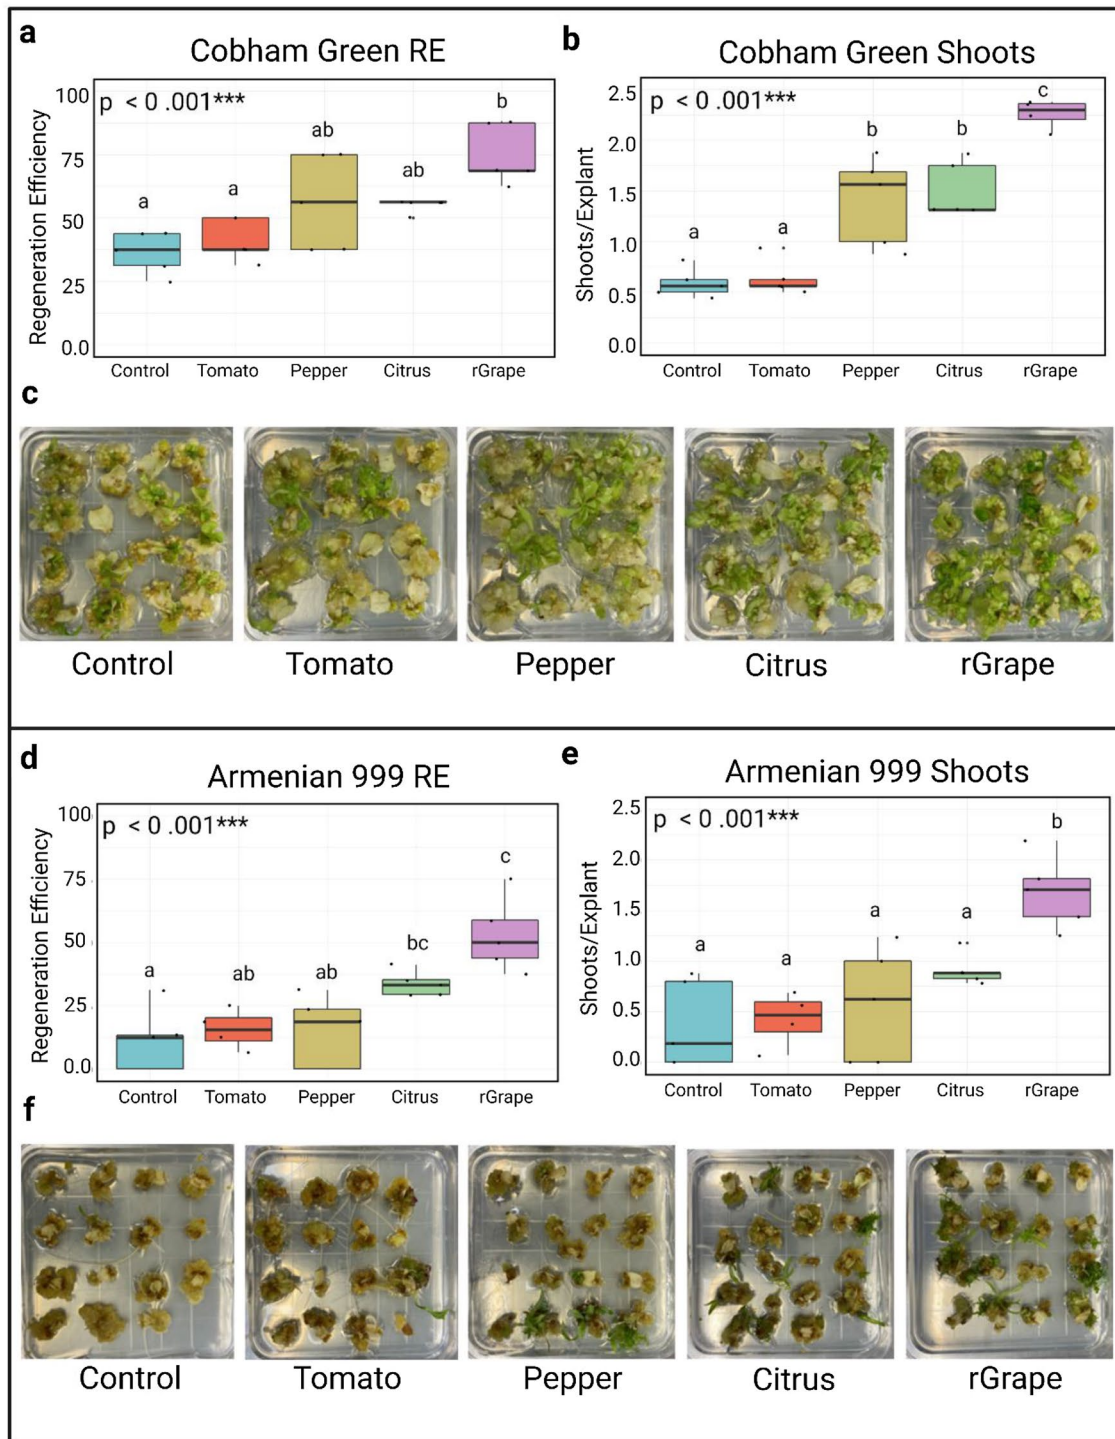 a
Cobham Green RE
p < 0 .001***
Regeneration Efficiency
100
75
50
25
0.0
a
a
ab
ab
b
Control Tomato Pepper Citrus rGrape
b
Cobham Green Shoots
p < 0 .001***
Shoots/Explant
2.5
2.0
1.5
1.0
0.5
0.0
a
a
b
b
c
Control Tomato Pepper Citrus rGrape
c
Control Tomato Pepper Citrus rGrape
d
Armenian 999 RE
p < 0 .001***
Regeneration Efficiency
100
75
50
25
0.0
a
ab
ab
bc
c
Control Tomato Pepper Citrus rGrape
e
Armenian 999 Shoots
p < 0 .001***
Shoots/Explant
2.5
2.0
1.5
1.0
0.5
0.0
a
a
a
a
b
Control Tomato Pepper Citrus rGrape
f
Control Tomato Pepper Citrus rGrape